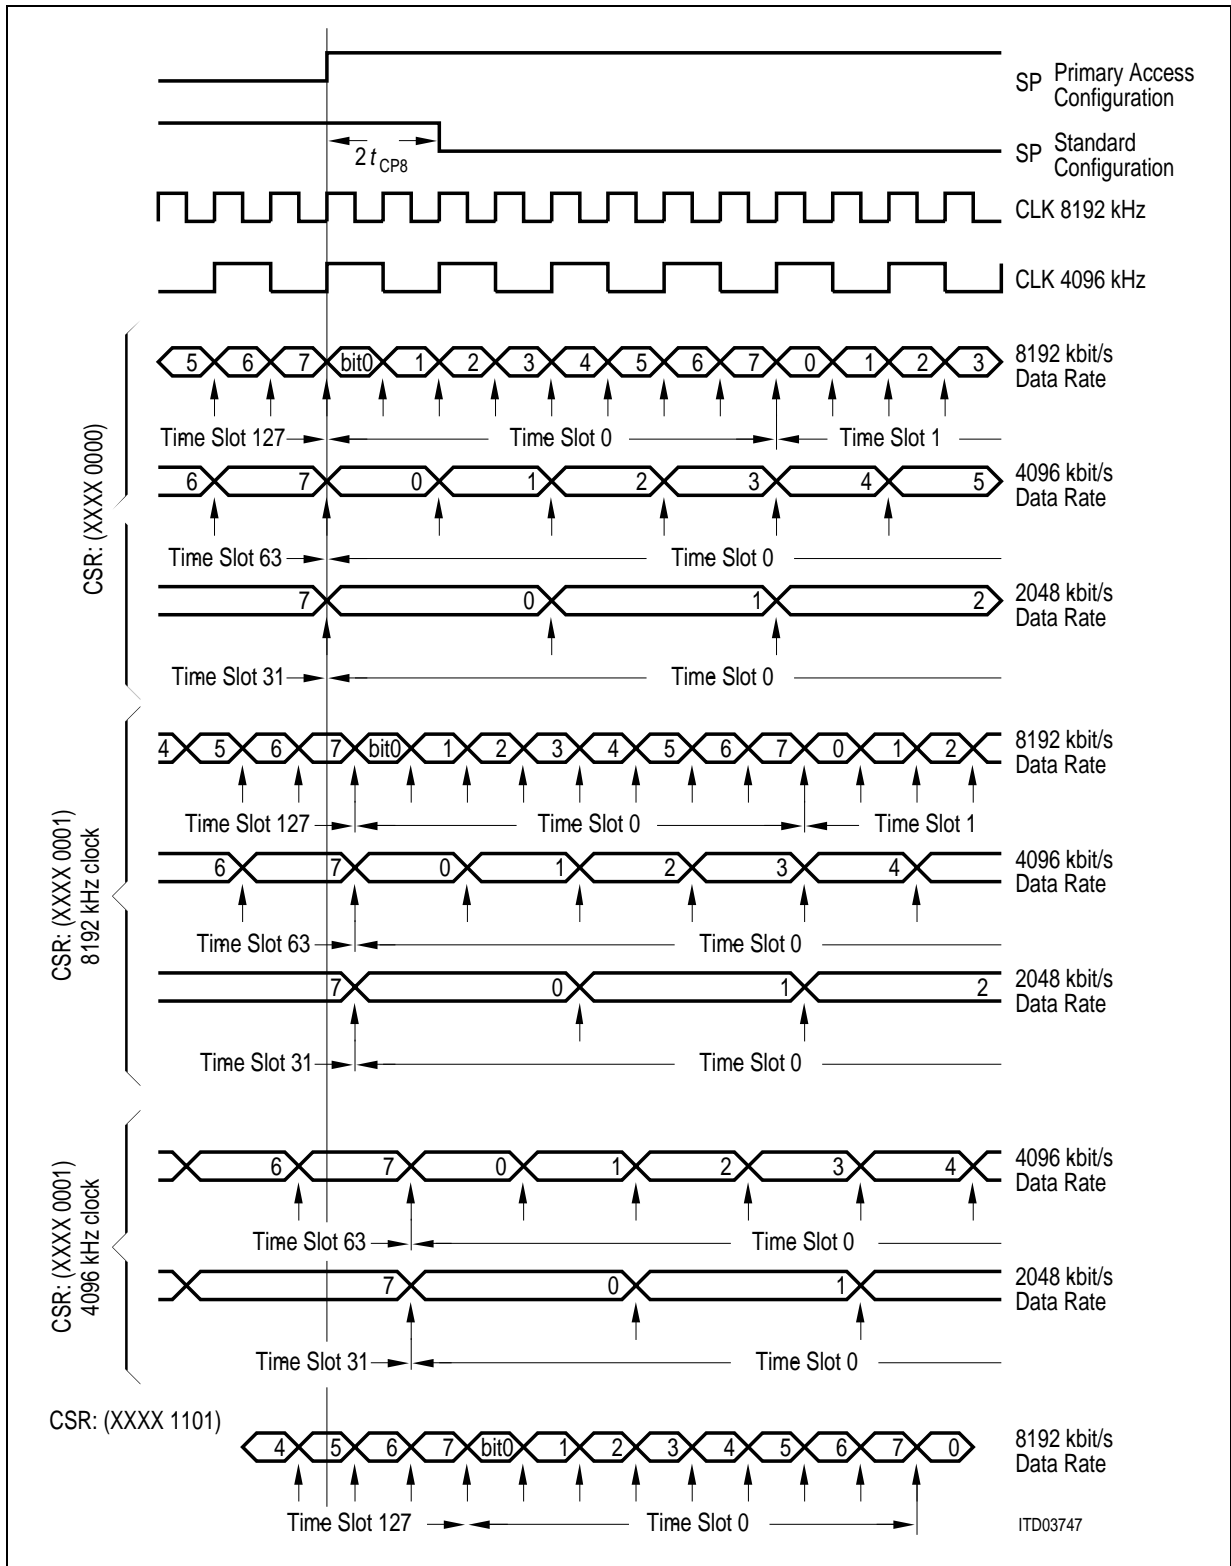 SP Primary Access
Configuration
2 t CP8
SP Standard
Configuration
CLK 8192 kHz
CLK 4096 kHz
CSR: (XXXX 0000)
5 6 7 bit0 1 2 3 4 5 6 7 0 1 2 3
8192 kbit/s
Data Rate
Time Slot 127 Time Slot 0 Time Slot 1
6 7 0 1 2 3 4 5
4096 kbit/s
Data Rate
Time Slot 63 Time Slot 0
7 0 1 2
2048 kbit/s
Data Rate
Time Slot 31 Time Slot 0
CSR: (XXXX 0001)
8192 kHz clock
4 5 6 7 bit0 1 2 3 4 5 6 7 0 1 2
8192 kbit/s
Data Rate
Time Slot 127 Time Slot 0 Time Slot 1
6 7 0 1 2 3 4
4096 kbit/s
Data Rate
Time Slot 63 Time Slot 0
7 0 1 2
2048 kbit/s
Data Rate
Time Slot 31 Time Slot 0
CSR: (XXXX 0001)
4096 kHz clock
6 7 0 1 2 3 4
4096 kbit/s
Data Rate
Time Slot 63 Time Slot 0
7 0 1
2048 kbit/s
Data Rate
Time Slot 31 Time Slot 0
CSR: (XXXX 1101)
4 5 6 7 bit0 1 2 3 4 5 6 7 0
8192 kbit/s
Data Rate
Time Slot 127 Time Slot 0
ITD03747